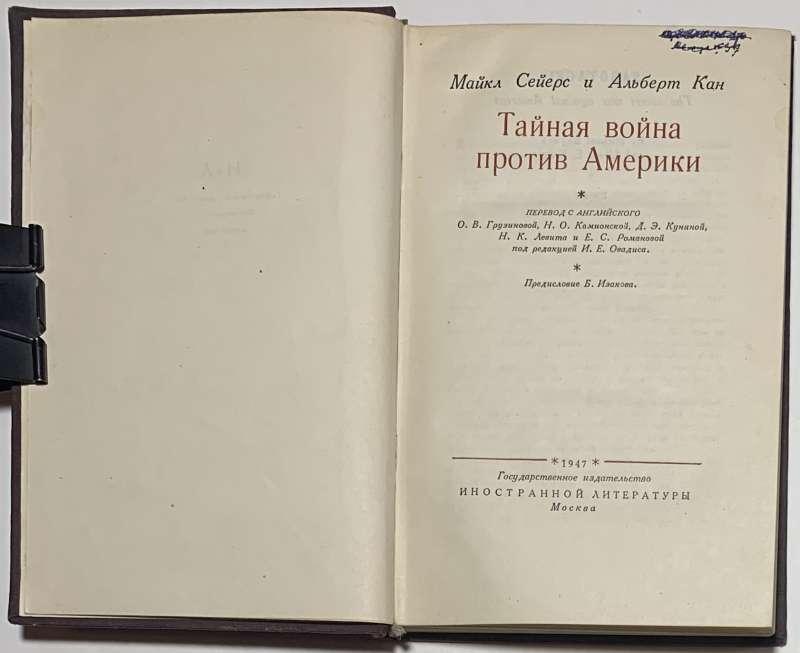 Майкл Сейерс и Альберт Кан
Тайная война
против Америки
*
ПЕРЕВОД С АНГЛИЙСКОГО
О. В. Грузиновой, Н. О. Камионской, Д. Э. Куниной,
Н. К. Левита и Е. С. Романовой
под редакцией И. Е. Овадиса.
*
Предисловие Б. Изакова.
* 1947 *
Государственное издательство
ИНОСТРАННОЙ ЛИТЕРАТУРЫ
Москва